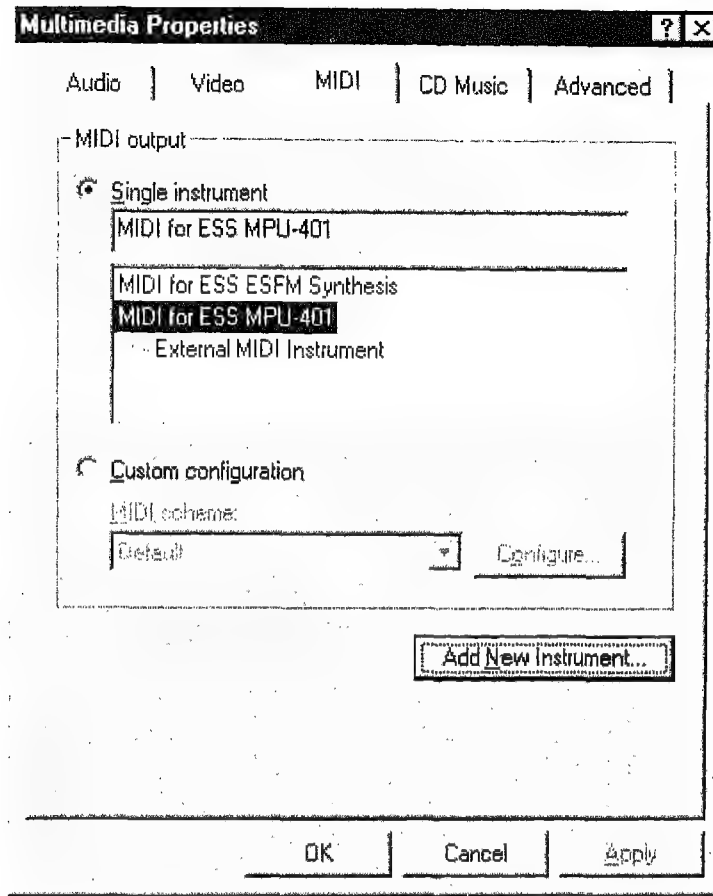 Multimedia Properties ? ×
Audio Video MIDI CD Music Advanced
MIDI output
Single instrument
MIDI for ESS MPU-401
MIDI for ESS ESFM Synthesis
MIDI for ESS MPU-401
External MIDI Instrument
Custom configuration
MIDI scheme:
Default Configure...
Add New Instrument...
OK Cancel Apply